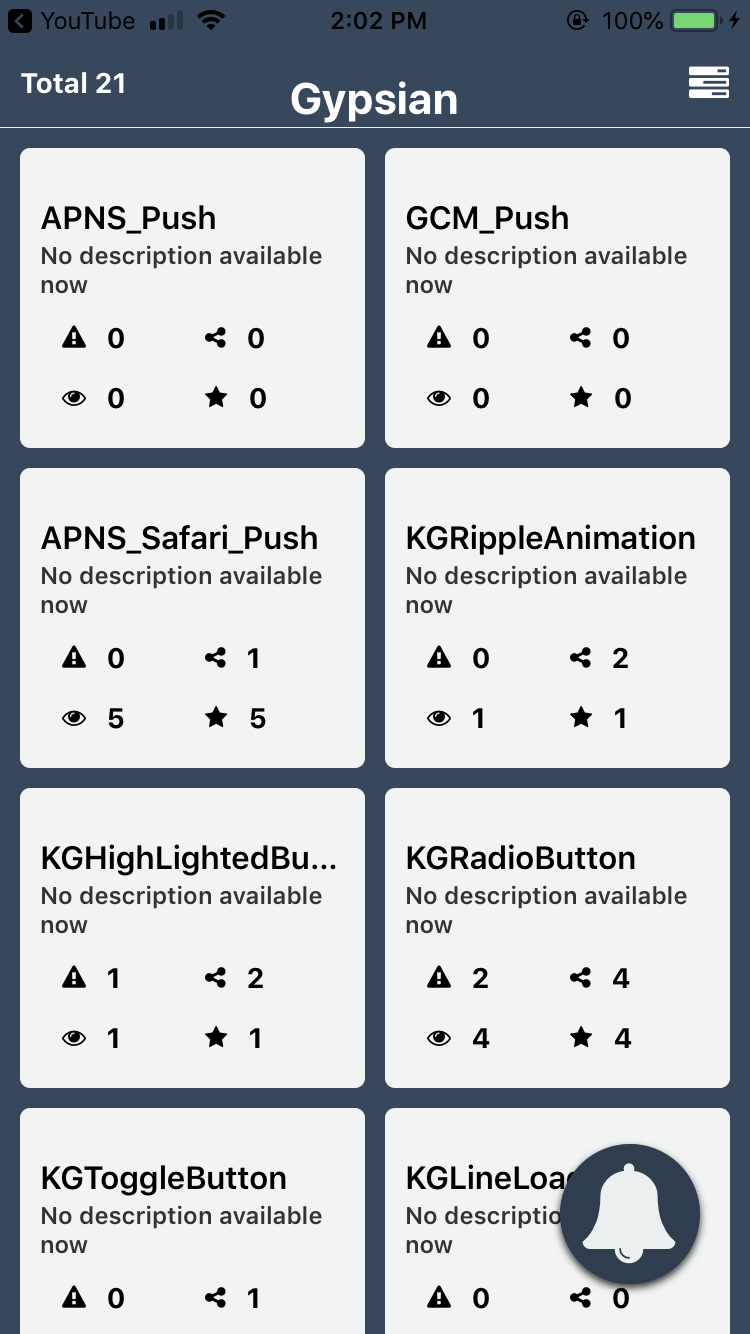 YouTube 2:02 PM 100%
Total 21
Gypsian
APNS_Push GCM_Push
No description available No description available
now now
0 0 0 0
0 0 0 0
APNS_Safari_Push KGRippleAnimation
No description available No description available
now now
0 1 0 2
5 5 1 1
KGHighLightedBu... KGRadioButton
No description available No description available
now now
1 2 2 4
1 1 4 4
KGToggleButton KGLineLoa
No description available No descriptio
now now
0 1 0 0